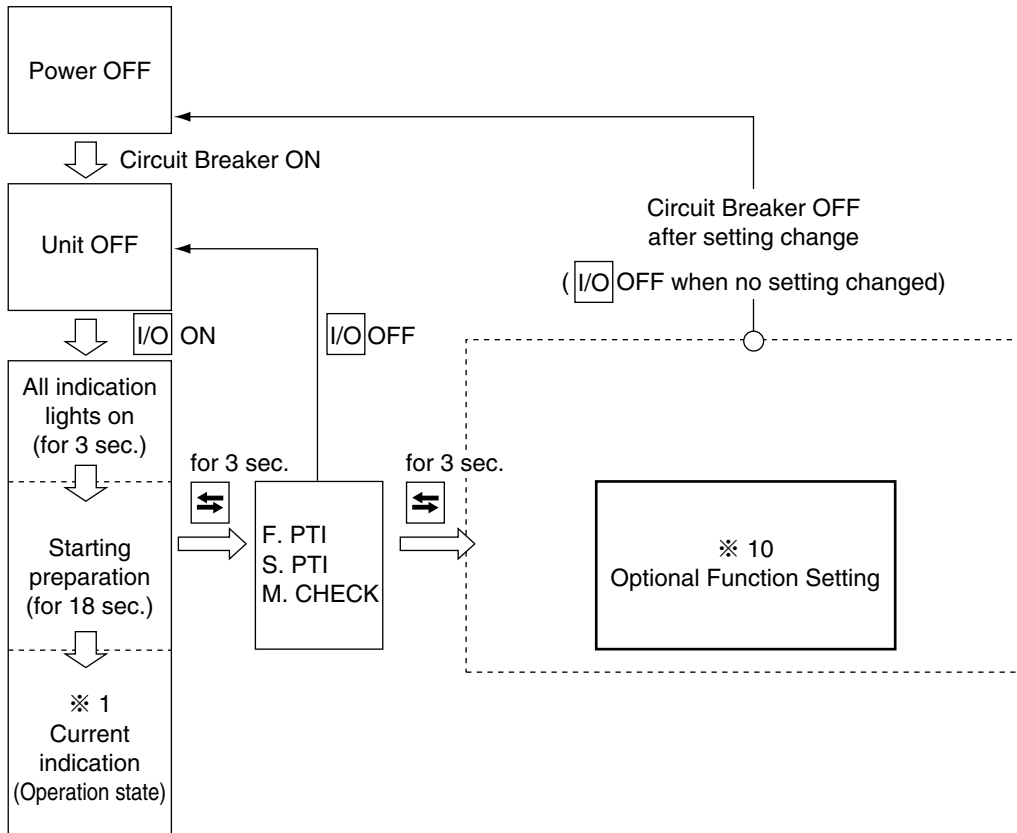 Power OFF
Circuit Breaker ON
Unit OFF
Circuit Breaker OFF
after setting change
( I/O OFF when no setting changed)
I/O ON
I/O OFF
All indication
lights on
(for 3 sec.)
for 3 sec.
for 3 sec.
Starting
preparation
(for 18 sec.)
F. PTI
S. PTI
M. CHECK
※ 10
Optional Function Setting
※ 1
Current
indication
(Operation state)